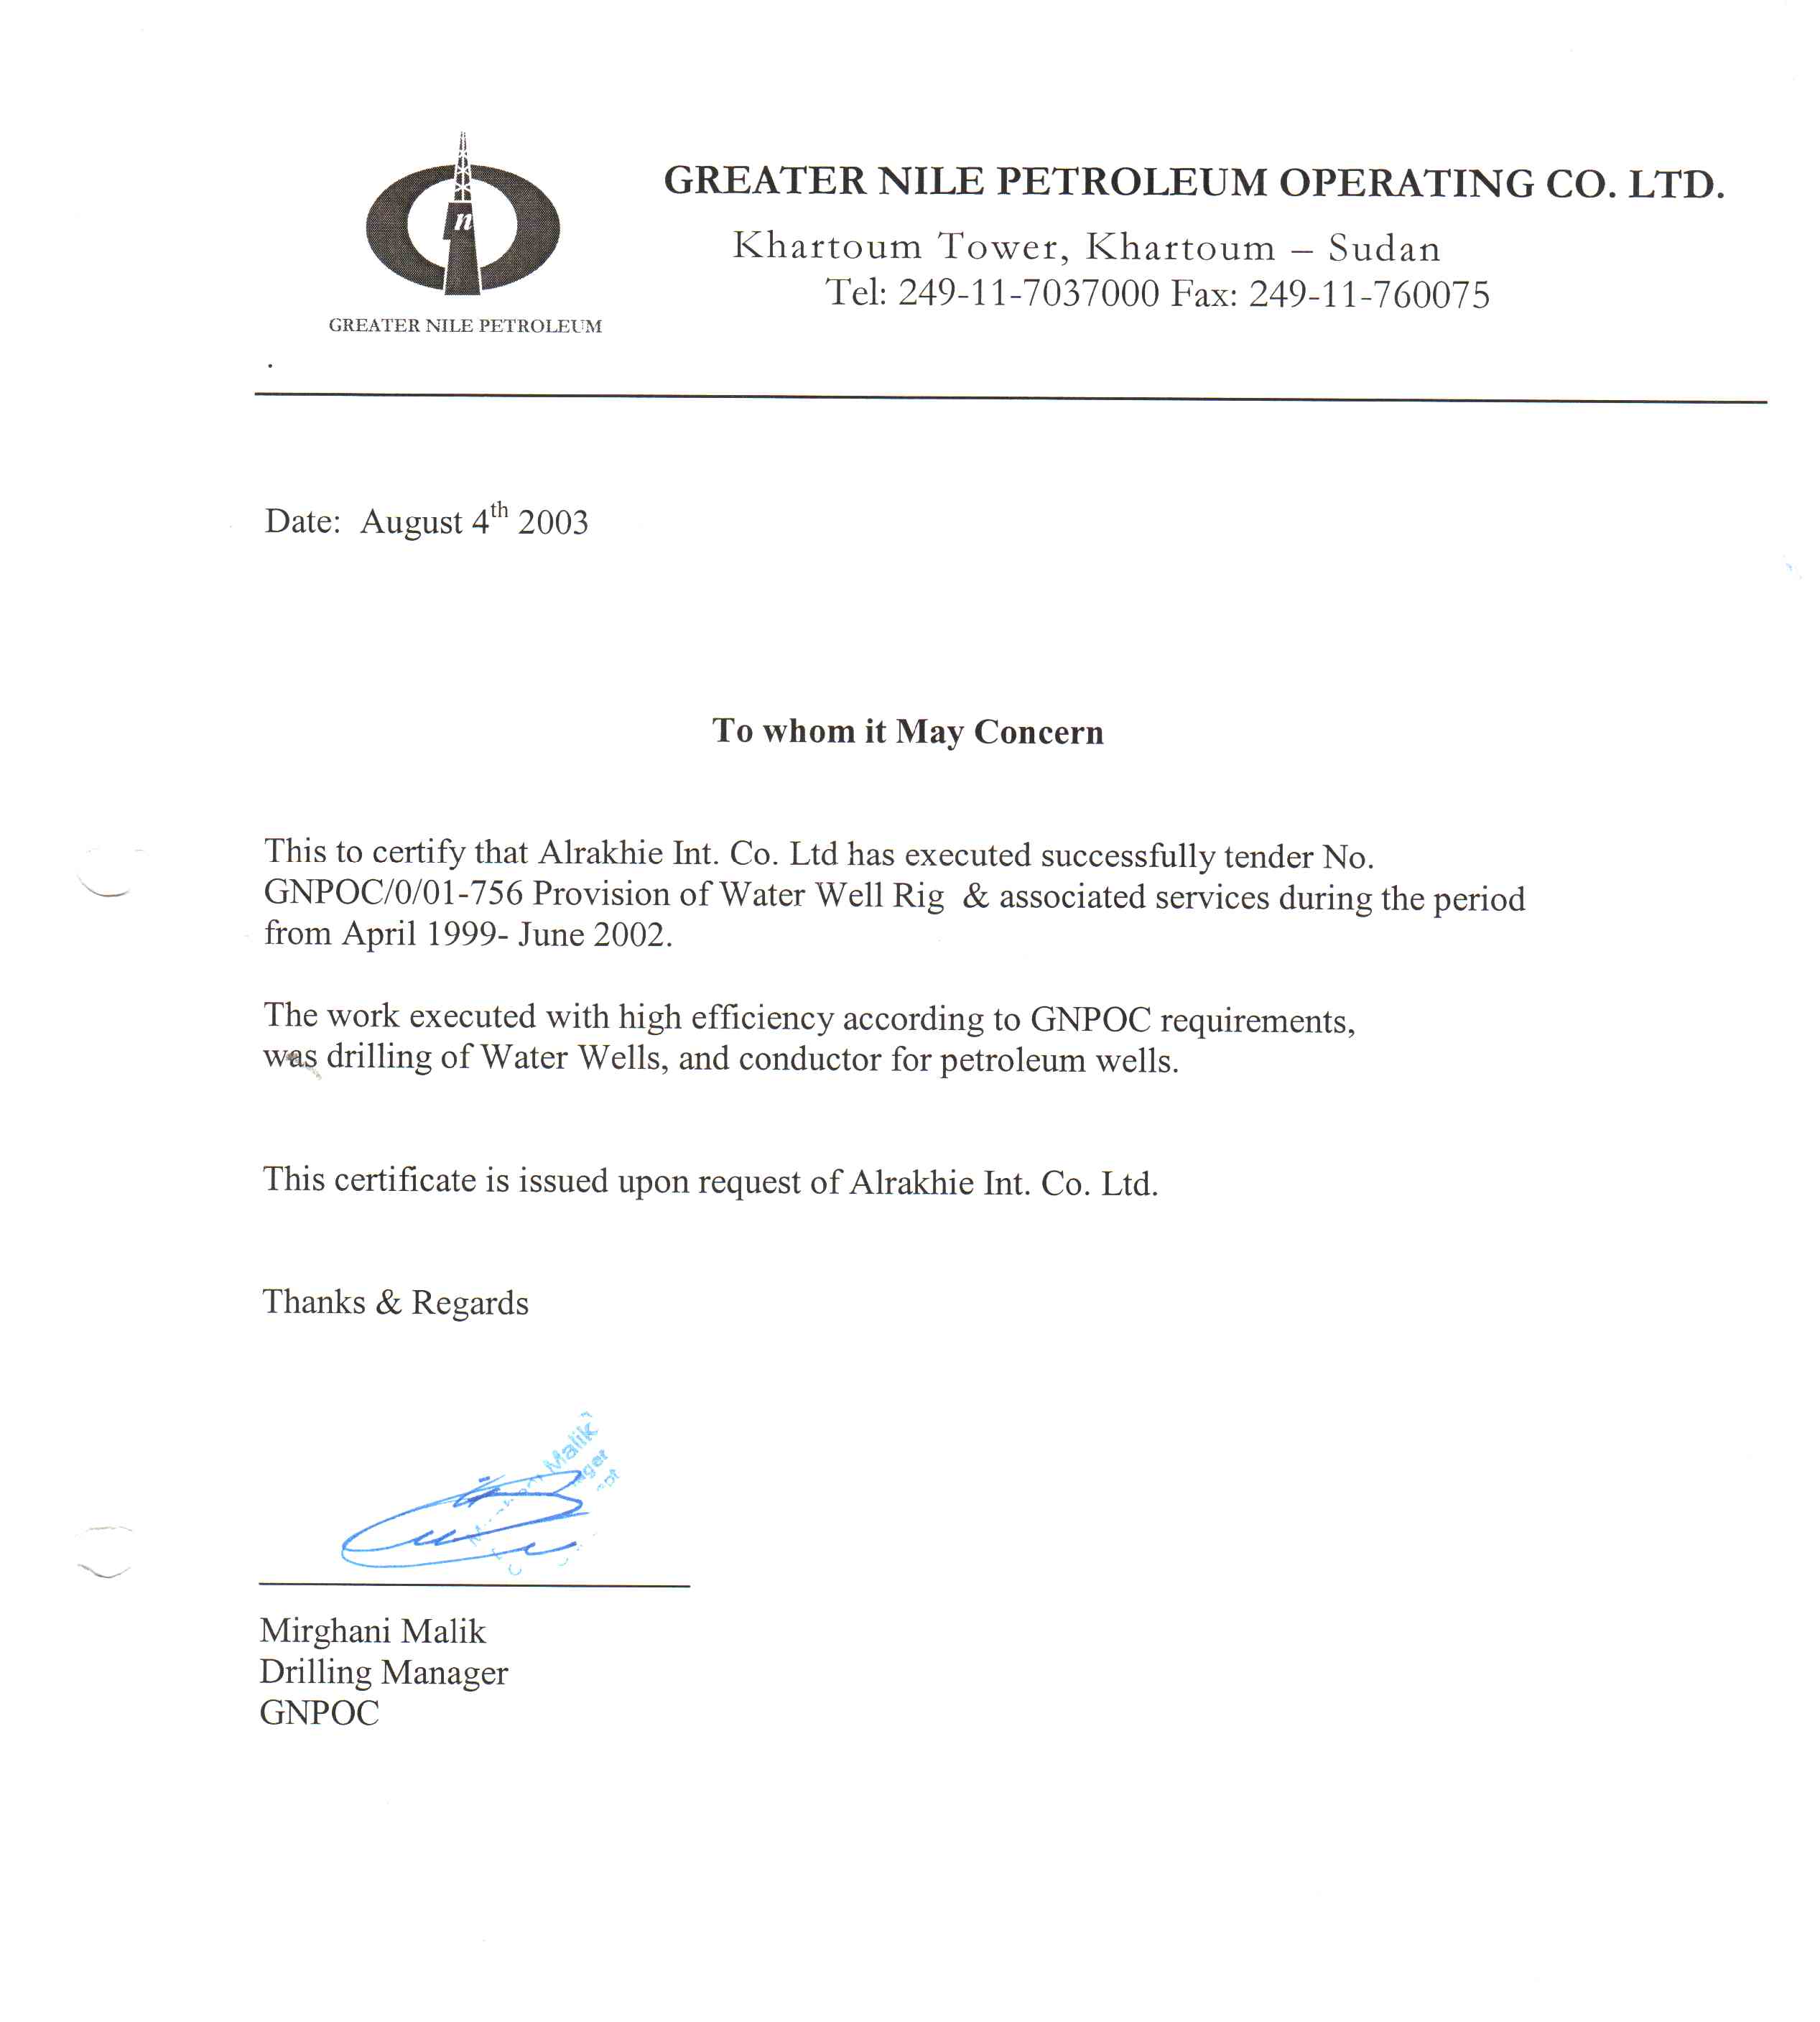 n
GREATER NILE PETROLEUM
GREATER NILE PETROLEUM OPERATING CO. LTD.
Khartoum Tower, Khartoum – Sudan
Tel: 249-11-7037000 Fax: 249-11-760075
Date: August 4th 2003
To whom it May Concern
This to certify that Alrakhie Int. Co. Ltd has executed successfully tender No.
GNPOC/0/01-756 Provision of Water Well Rig & associated services during the period
from April 1999- June 2002.
The work executed with high efficiency according to GNPOC requirements,
was drilling of Water Wells, and conductor for petroleum wells.
This certificate is issued upon request of Alrakhie Int. Co. Ltd.
Thanks & Regards
Malik
Mirghani Malik
Drilling Manager
GNPOC